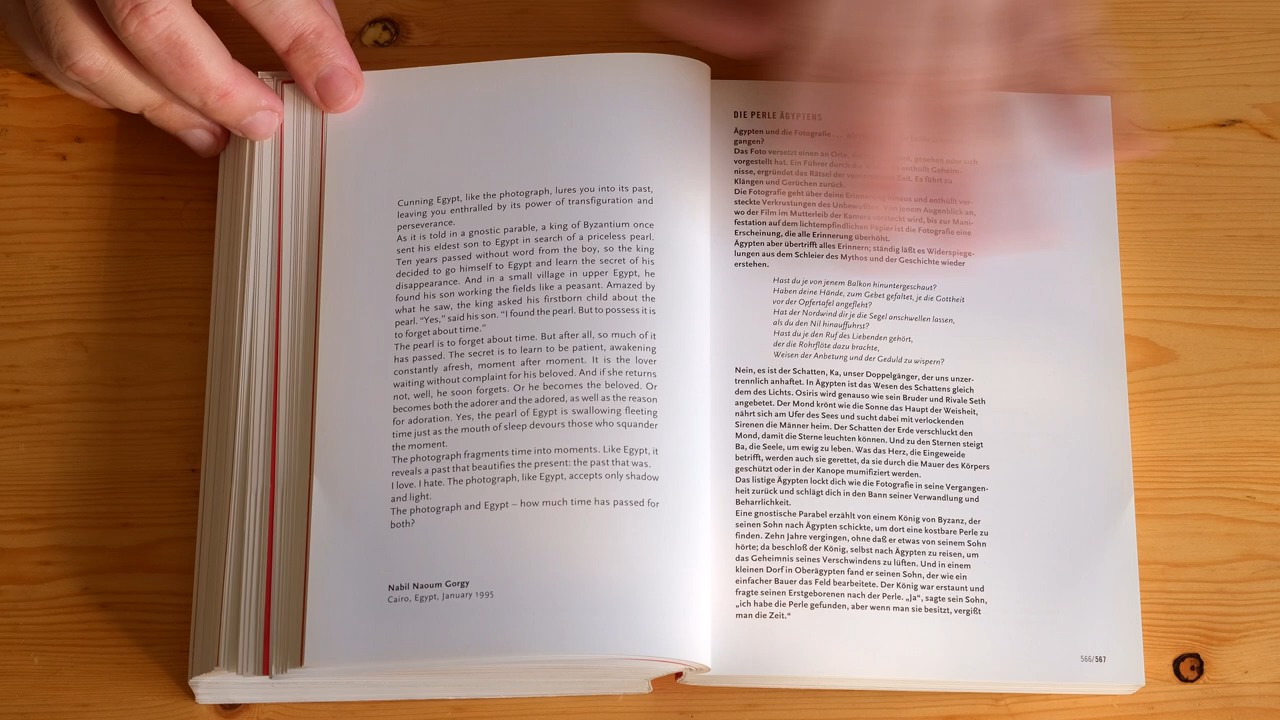 Cunning Egypt, like the photograph, lures you into its past,
leaving you enthralled by its power of transfiguration and
perseverance.
As it is told in a gnostic parable, a king of Byzantium once
sent his eldest son to Egypt in search of a priceless pearl.
Ten years passed without word from the boy, so the king
decided to go himself to Egypt and learn the secret of his
disappearance. And in a small village in upper Egypt, he
found his son working the fields like a peasant. Amazed by
what he saw, the king asked his firstborn child about the
pearl. “Yes,” said his son. “I found the pearl. But to possess it is
to forget about time.”
The pearl is to forget about time. But after all, so much of it
has passed. The secret is to learn to be patient, awakening
constantly afresh, moment after moment. It is the lover
waiting without complaint for his beloved. And if she returns
not, well, he soon forgets. Or he becomes the beloved. Or
becomes both the adorer and the adored, as well as the reason
for adoration. Yes, the pearl of Egypt is swallowing fleeting
time just as the mouth of sleep devours those who squander
the moment.
The photograph fragments time into moments. Like Egypt, it
reveals a past that beautifies the present: the past that was.
I love. I hate. The photograph, like Egypt, accepts only shadow
and light.
The photograph and Egypt – how much time has passed for
both?
Nabil Naoum Gorgy
Cairo, Egypt, January 1995
DIE PERLE ÄGYPTENS
Ägypten und die Fotografie ...
gangen?
Das Foto versetzt einen an Orte, gesehen oder sich
vorgestellt hat. Ein Führer durch enthüllt Geheim-
nisse, ergründet das Rätsel der Zeit. Es führt zu
Klängen und Gerüchen zurück.
Die Fotografie geht über deine Erinnerung hinaus und enthüllt ver-
steckte Verkrustungen des Unbewußten. Von jenem Augenblick an,
wo der Film im Mutterleib der Kamera versteckt wird, bis zur Mani-
festation auf dem lichtempfindlichen Papier ist die Fotografie eine
Erscheinung, die alle Erinnerung überhöht.
Ägypten aber übertrifft alles Erinnern; ständig läßt es Widerspiege-
lungen aus dem Schleier des Mythos und der Geschichte wieder
erstehen.
Hast du je von jenem Balkon hinuntergeschaut?
Haben deine Hände, zum Gebet gefaltet, je die Gottheit
vor der Opfertafel angefleht?
Hat der Nordwind dir je die Segel anschwellen lassen,
als du den Nil hinaufführst?
Hast du je den Ruf des Liebenden gehört,
der die Rohrflöte dazu brachte,
Weisen der Anbetung und der Geduld zu wispern?
Nein, es ist der Schatten, Ka, unser Doppelgänger, der uns unzer-
trennlich anhaftet. In Ägypten ist das Wesen des Schattens gleich
dem des Lichts. Osiris wird genauso wie sein Bruder und Rivale Seth
angebetet. Der Mond krönt wie die Sonne das Haupt der Weisheit,
nährt sich am Ufer des Sees und sucht dabei mit verlockenden
Sirenen die Männer heim. Der Schatten der Erde verschluckt den
Mond, damit die Sterne leuchten können. Und zu den Sternen steigt
Ba, die Seele, um ewig zu leben. Was das Herz, die Eingeweide
betrifft, werden auch sie gerettet, da sie durch die Mauer des Körpers
geschützt oder in der Kanope mumifiziert werden.
Das listige Ägypten lockt dich wie die Fotografie in seine Vergangen-
heit zurück und schlägt dich in den Bann seiner Verwandlung und
Beharrlichkeit.
Eine gnostische Parabel erzählt von einem König von Byzanz, der
seinen Sohn nach Ägypten schickte, um dort eine kostbare Perle zu
finden. Zehn Jahre vergingen, ohne daß er etwas von seinem Sohn
hörte; da beschloß der König, selbst nach Ägypten zu reisen, um
das Geheimnis seines Verschwindens zu lüften. Und in einem
kleinen Dorf in Oberägypten fand er seinen Sohn, der wie ein
einfacher Bauer das Feld bearbeitete. Der König war erstaunt und
fragte seinen Erstgeborenen nach der Perle. „Ja“, sagte sein Sohn,
„ich habe die Perle gefunden, aber wenn man sie besitzt, vergißt
man die Zeit.“
566/567